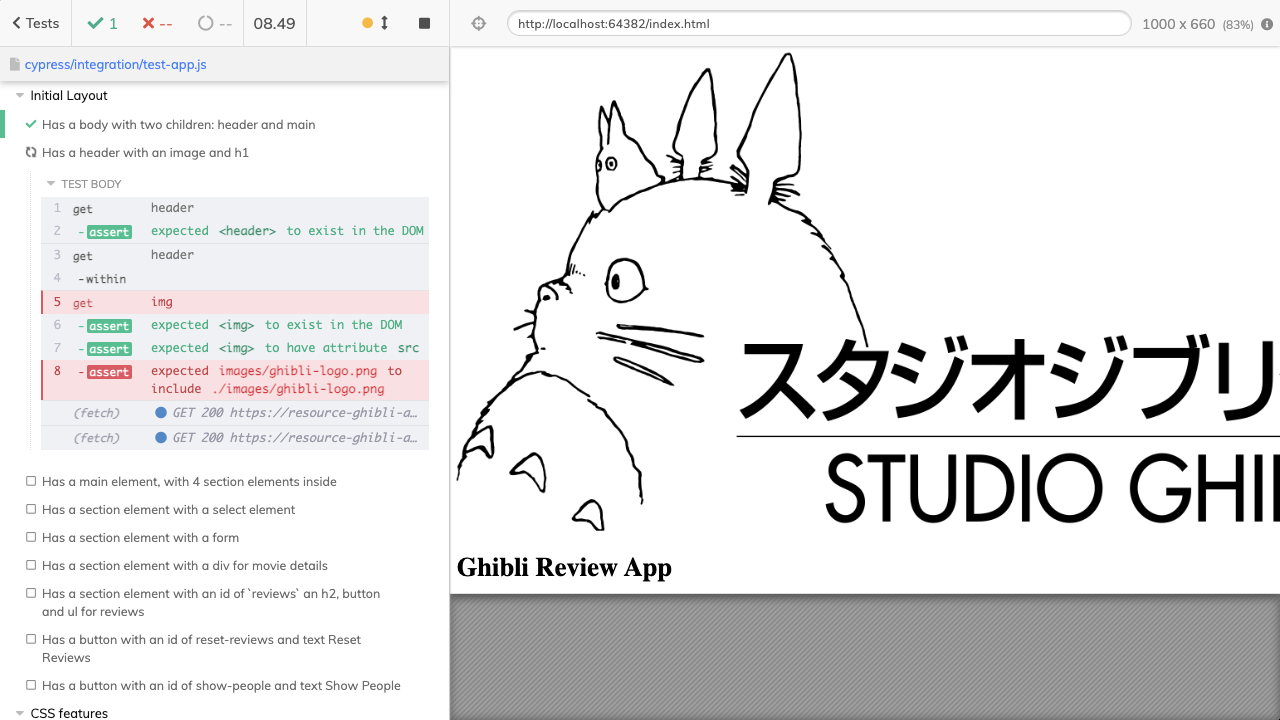 Tests
1
--
--
08.49
http://localhost:64382/index.html
1000 x 660 (83%)
cypress/integration/test-app.js
Initial Layout
Has a body with two children: header and main
Has a header with an image and h1
TEST BODY
1 get header
2 -assert expected <header> to exist in the DOM
3 get header
4 -within
5 get img
6 -assert expected <img> to exist in the DOM
7 -assert expected <img> to have attribute src
8 -assert expected images/ghibli-logo.png to
include ./images/ghibli-logo.png
(fetch) GET 200 https://resource-ghibli-a…
(fetch) GET 200 https://resource-ghibli-a…
Has a main element, with 4 section elements inside
Has a section element with a select element
Has a section element with a form
Has a section element with a div for movie details
Has a section element with an id of `reviews` an h2, button
and ul for reviews
Has a button with an id of reset-reviews and text Reset
Reviews
Has a button with an id of show-people and text Show People
CSS features
スタジオジブリ
STUDIO GHI
Ghibli Review App